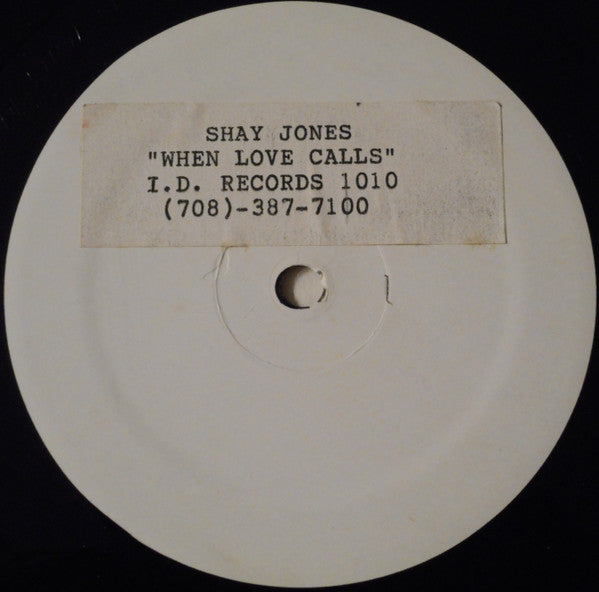 SHAY JONES
"WHEN LOVE CALLS"
I.D. RECORDS 1010
(708)-387-7100